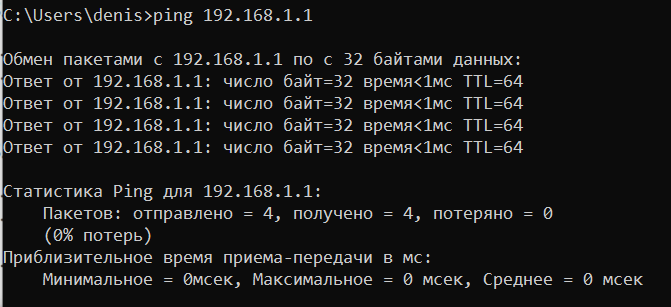 C:\Users\denis>ping 192.168.1.1
Обмен пакетами с 192.168.1.1 по с 32 байтами данных:
Ответ от 192.168.1.1: число байт=32 время<1мс TTL=64
Ответ от 192.168.1.1: число байт=32 время<1мс TTL=64
Ответ от 192.168.1.1: число байт=32 время<1мс TTL=64
Ответ от 192.168.1.1: число байт=32 время<1мс TTL=64
Статистика Ping для 192.168.1.1:
Пакетов: отправлено = 4, получено = 4, потеряно = 0
(0% потерь)
Приблизительное время приема-передачи в мс:
Минимальное = 0мсек, Максимальное = 0 мсек, Среднее = 0 мсек